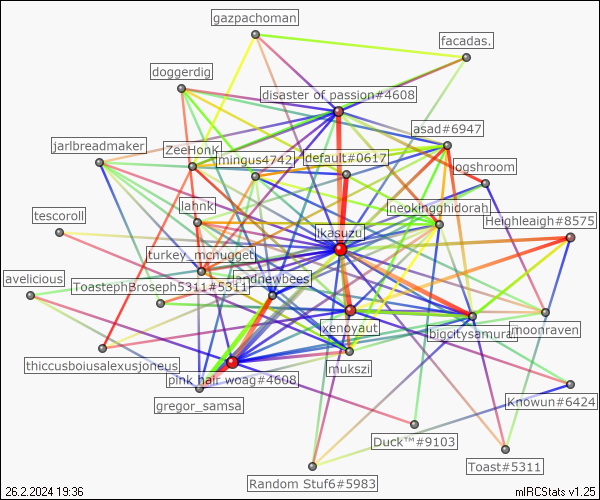 gazpachoman
facadas.
doggerdig
disaster of passion#4608
asad#6947
jarlbreadmaker
ZeeHonk
mingus4742
default#0617
ogshroom
lahnk
neokingghidorah
tescoroll
ikasuzu
Heighleaigh#8575
turkey_mcnugget
avelicious
ToastephBroseph5311#5311
andnewbees
xenoyaut
bigcitysamurai
moonraven
thiccusboiusalexusjoneus
mukszi
pink hair woag#4608
gregor_samsa
Knowun#6424
Duck™#9103
Toast#5311
Random Stuf6#5983
26.2.2024 19:36
mIRCStats v1.25